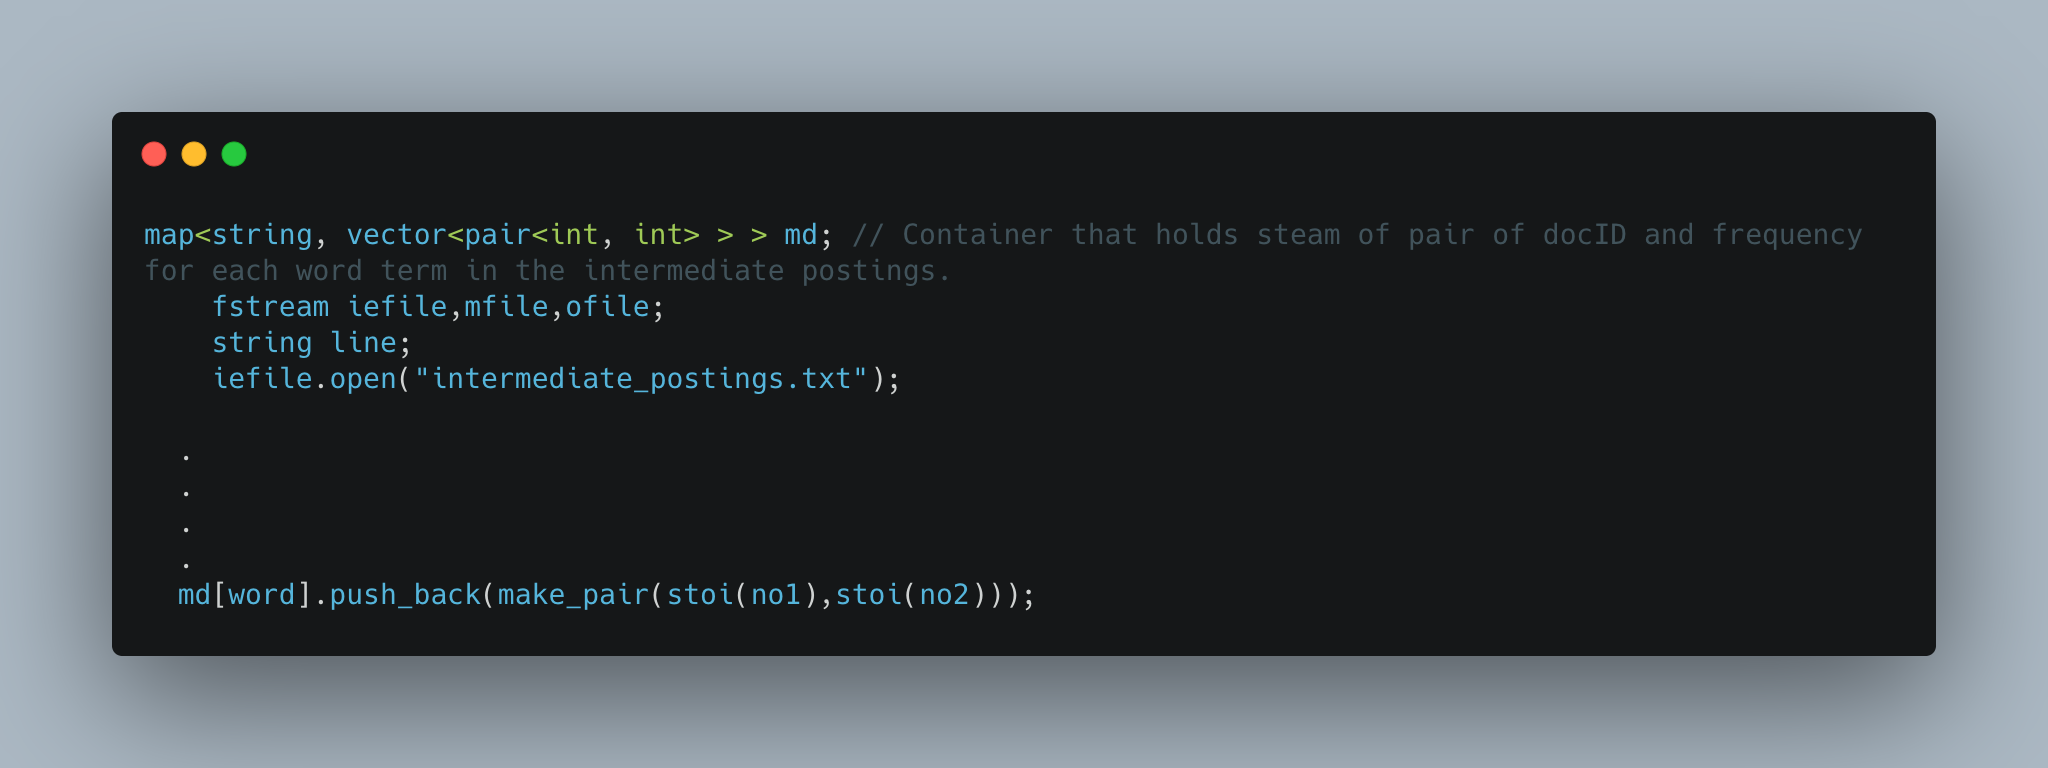 map<string, vector<pair<int, int> > > md; // Container that holds steam of pair of docID and frequency
for each word term in the intermediate postings.
    fstream iefile,mfile,ofile;
    string line;
    iefile.open("intermediate_postings.txt");

  .
  .
  .
  .
  md[word].push_back(make_pair(stoi(no1),stoi(no2)));